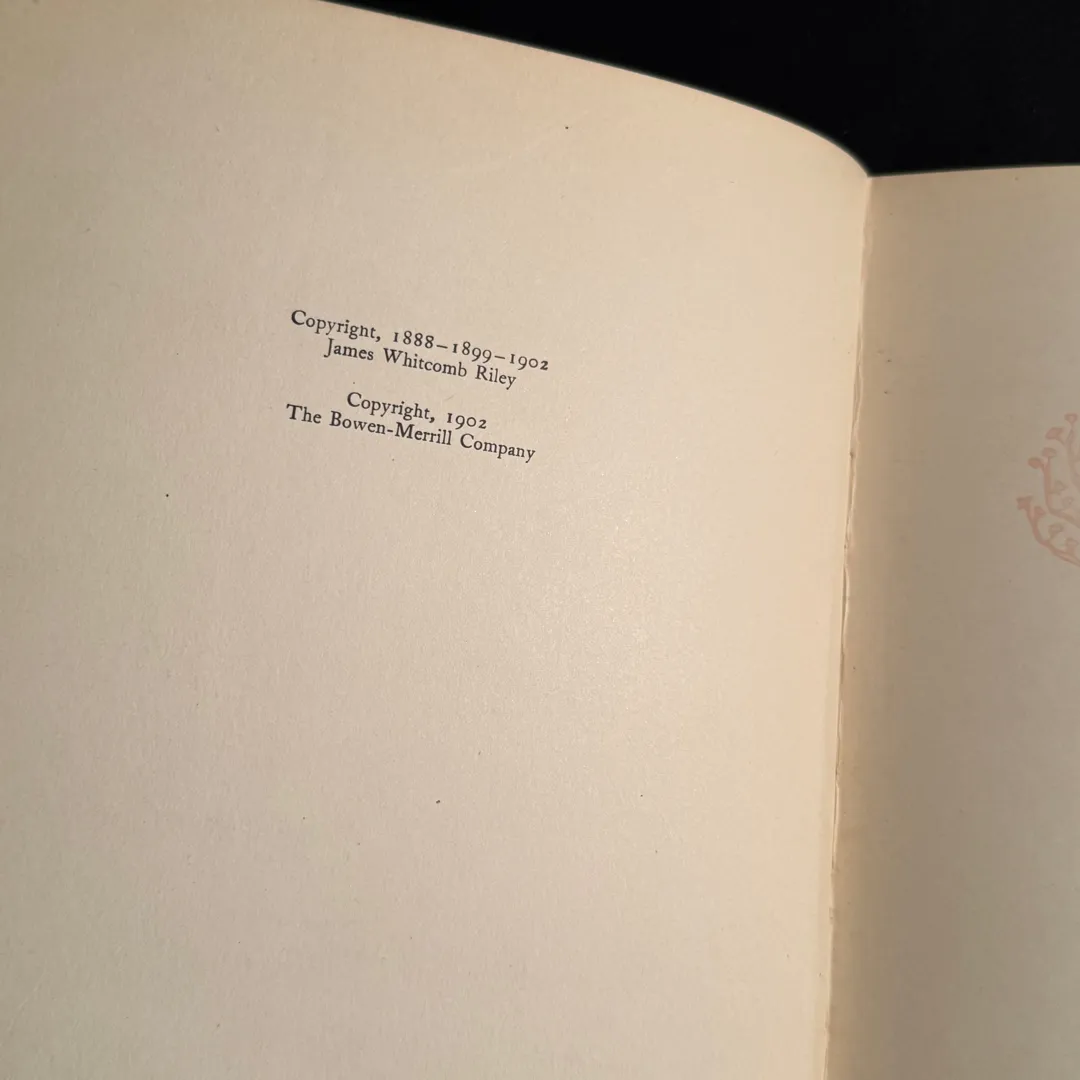 Copyright, 1888–1899–1902
James Whitcomb Riley
Copyright, 1902
The Bowen-Merrill Company